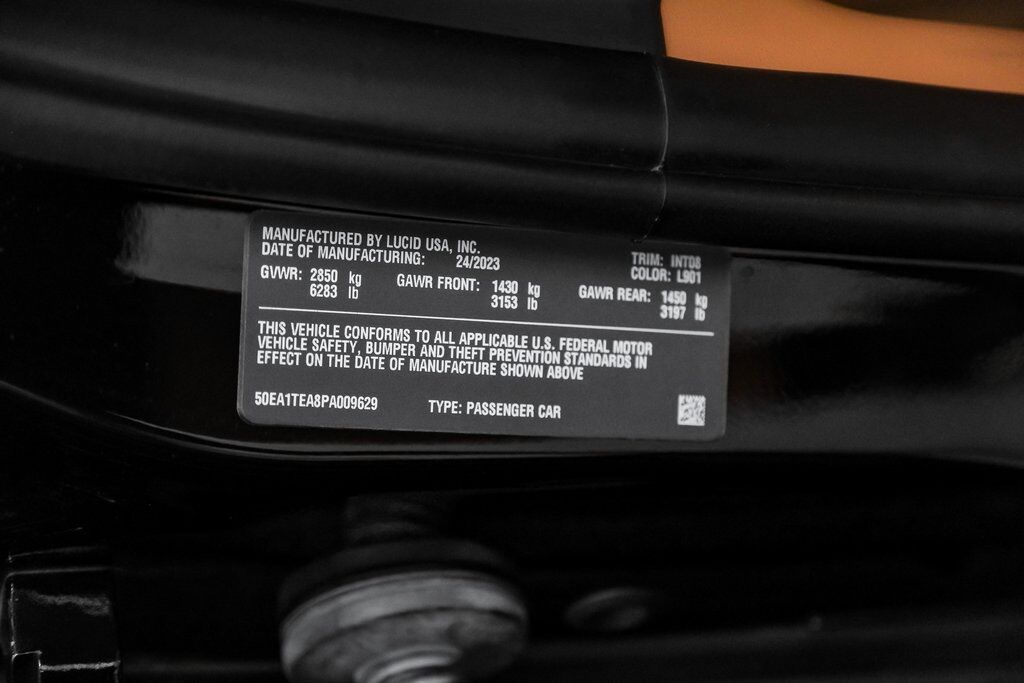 MANUFACTURED BY LUCID USA, INC.
DATE OF MANUFACTURING: 24/2023
TRIM: INT08
COLOR: L901
GVWR: 2850 kg GAWR FRONT: 1430 kg GAWR REAR: 1450 kg
6283 lb 3153 lb 3197 lb
THIS VEHICLE CONFORMS TO ALL APPLICABLE U.S. FEDERAL MOTOR
VEHICLE SAFETY, BUMPER AND THEFT PREVENTION STANDARDS IN
EFFECT ON THE DATE OF MANUFACTURE SHOWN ABOVE
50EA1TEA8PA009629 TYPE: PASSENGER CAR